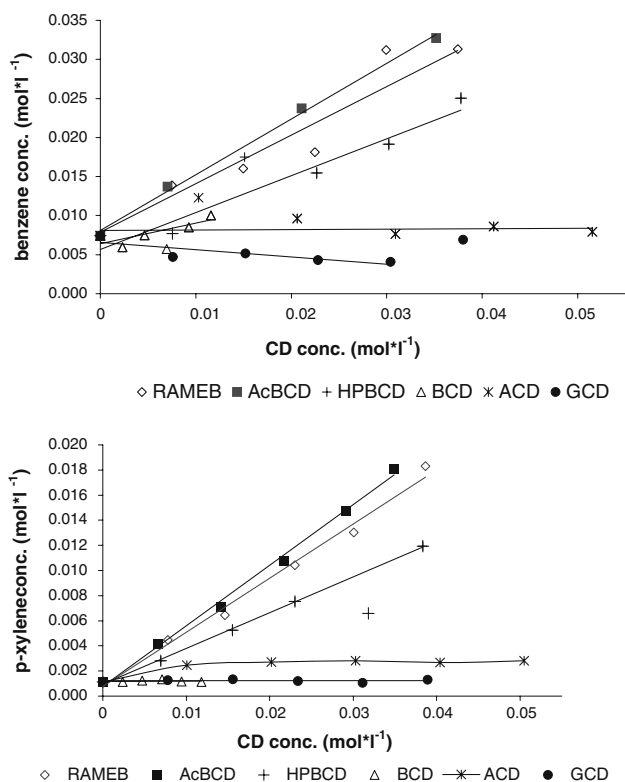 benzene conc. (mol*l⁻¹)
0.035
0.030
0.025
0.020
0.015
0.010
0.005
0.000
0 0.01 0.02 0.03 0.04 0.05
CD conc. (mol*l⁻¹)
RAMEB AcBCD HPBCD BCD ACD GCD
p-xyleneconc. (mol*l⁻¹)
0.020
0.018
0.016
0.014
0.012
0.010
0.008
0.006
0.004
0.002
0.000
0 0.01 0.02 0.03 0.04 0.05
CD conc. (mol*l⁻¹)
RAMEB AcBCD HPBCD BCD ACD GCD